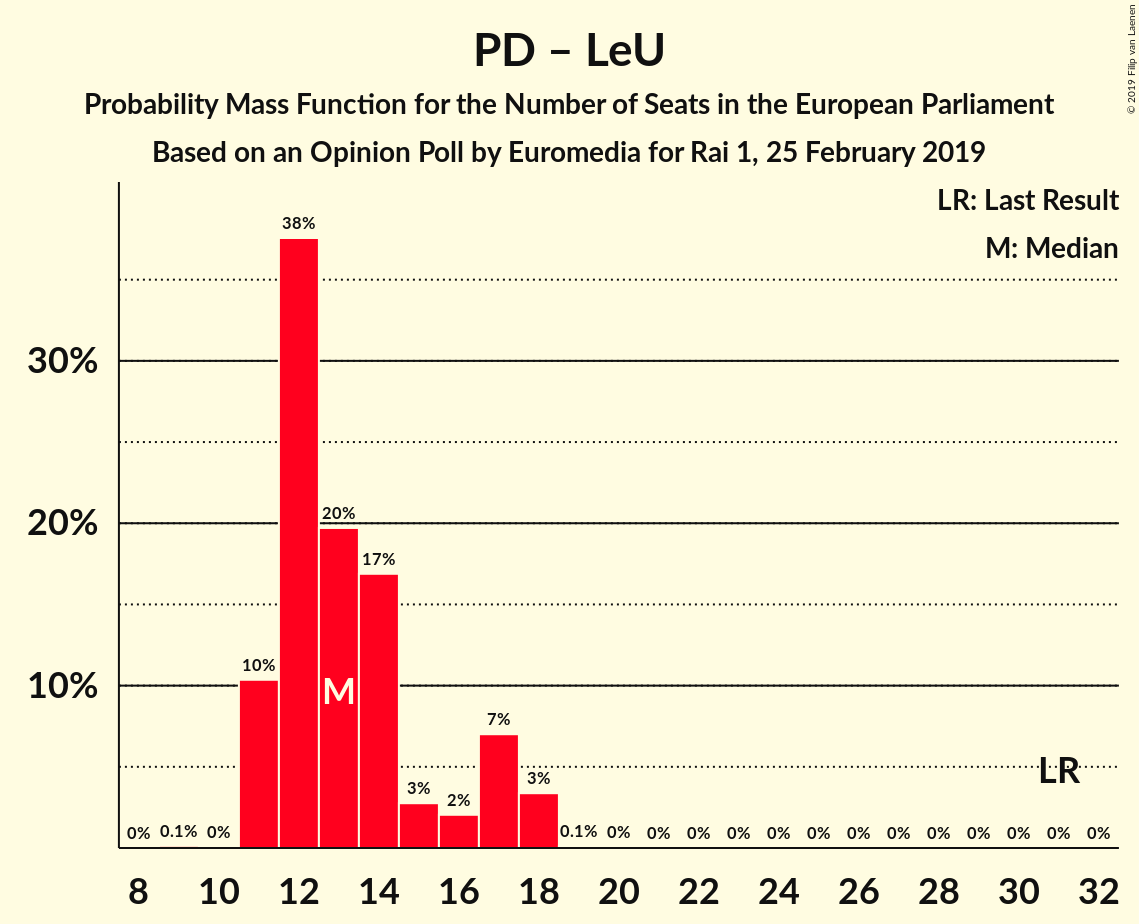 PD – LeU
Probability Mass Function for the Number of Seats in the European Parliament
Based on an Opinion Poll by Euromedia for Rai 1, 25 February 2019
© 2019 Filip van Laenen
LR: Last Result
M: Median
38%
30%
20%
20%
17%
10%
10%
M
7%
LR
3%
3%
2%
0% 0.1% 0% 0.1% 0% 0% 0% 0% 0% 0% 0% 0% 0% 0% 0% 0% 0%
8 10 12 14 16 18 20 22 24 26 28 30 32